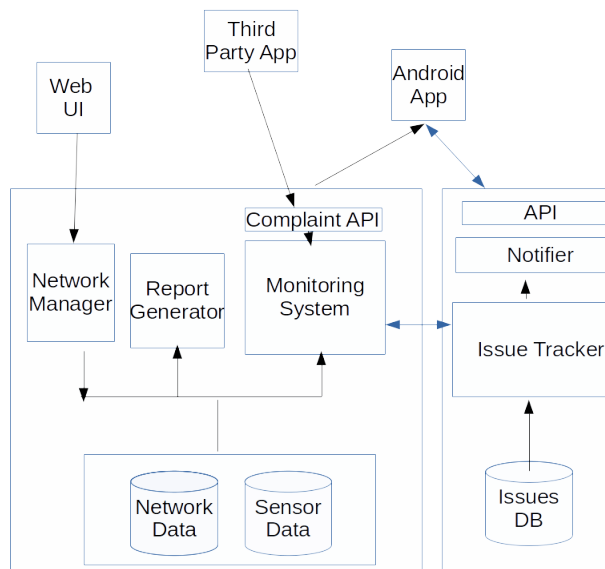 Third
Party App
Web
UI
Android
App
Complaint API
API
Notifier
Network
Manager
Report
Generator
Monitoring
System
Issue Tracker
Network
Data
Sensor
Data
Issues
DB